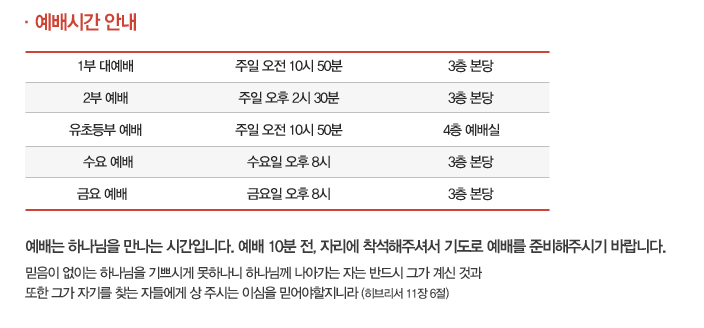 · 예배시간 안내
1부 대예배 주일 오전 10시 50분 3층 본당
2부 예배 주일 오후 2시 30분 3층 본당
유초등부 예배 주일 오전 10시 50분 4층 예배실
수요 예배 수요일 오후 8시 3층 본당
금요 예배 금요일 오후 8시 3층 본당
예배는 하나님을 만나는 시간입니다. 예배 10분 전, 자리에 착석해주셔서 기도로 예배를 준비해주시기 바랍니다.
믿음이 없이는 하나님을 기쁘시게 못하나니 하나님께 나아가는 자는 반드시 그가 계신 것과
또한 그가 자기를 찾는 자들에게 상 주시는 이심을 믿어야할지니라 (히브리서 11장 6절)